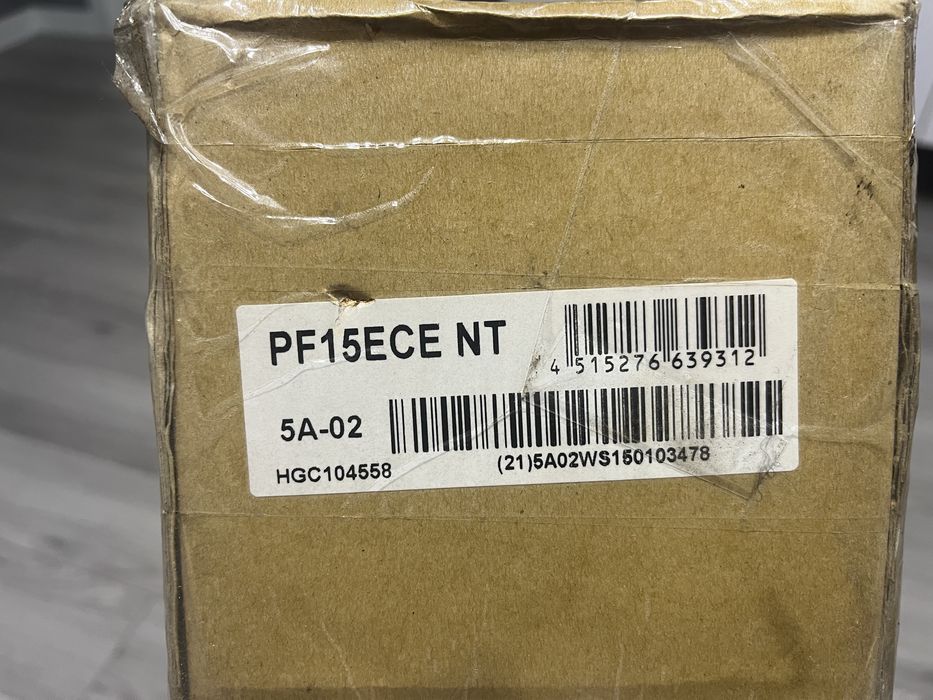 PF15ECE NT
4 515276 639312
5A-02
HGC104558
(21)5A02WS150103478